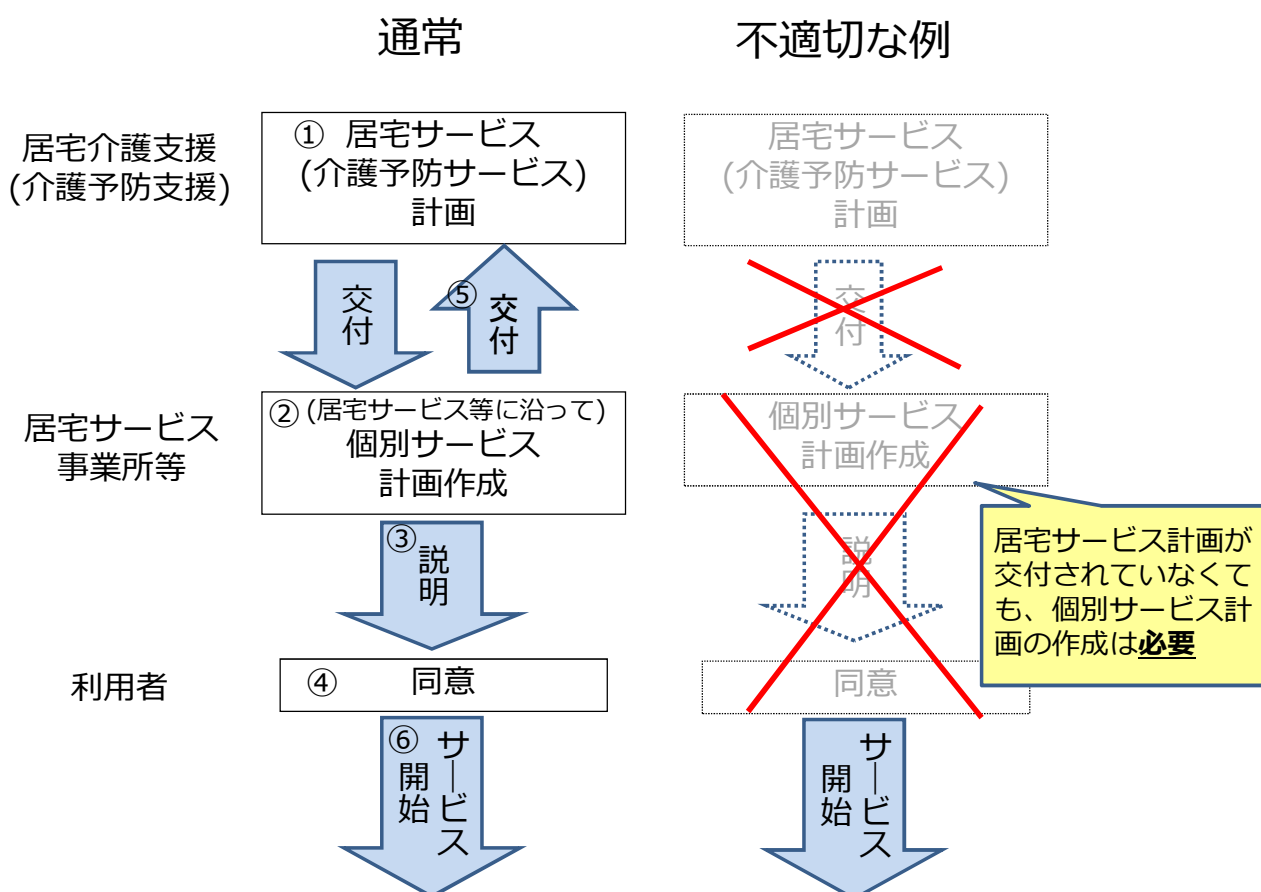 通常
不適切な例
居宅介護支援
(介護予防支援)
① 居宅サービス
(介護予防サービス)
計画
居宅サービス
(介護予防サービス)
計画
交付
⑤交付
交付
居宅サービス
事業所等
②(居宅サービス等に沿って)
個別サービス
計画作成
個別サービス
計画作成
居宅サービス計画が
交付されていなくて
も、個別サービス計
画の作成は必要
③説明
説明
利用者
④ 同意
同意
⑥サービス
開始
サービス
開始